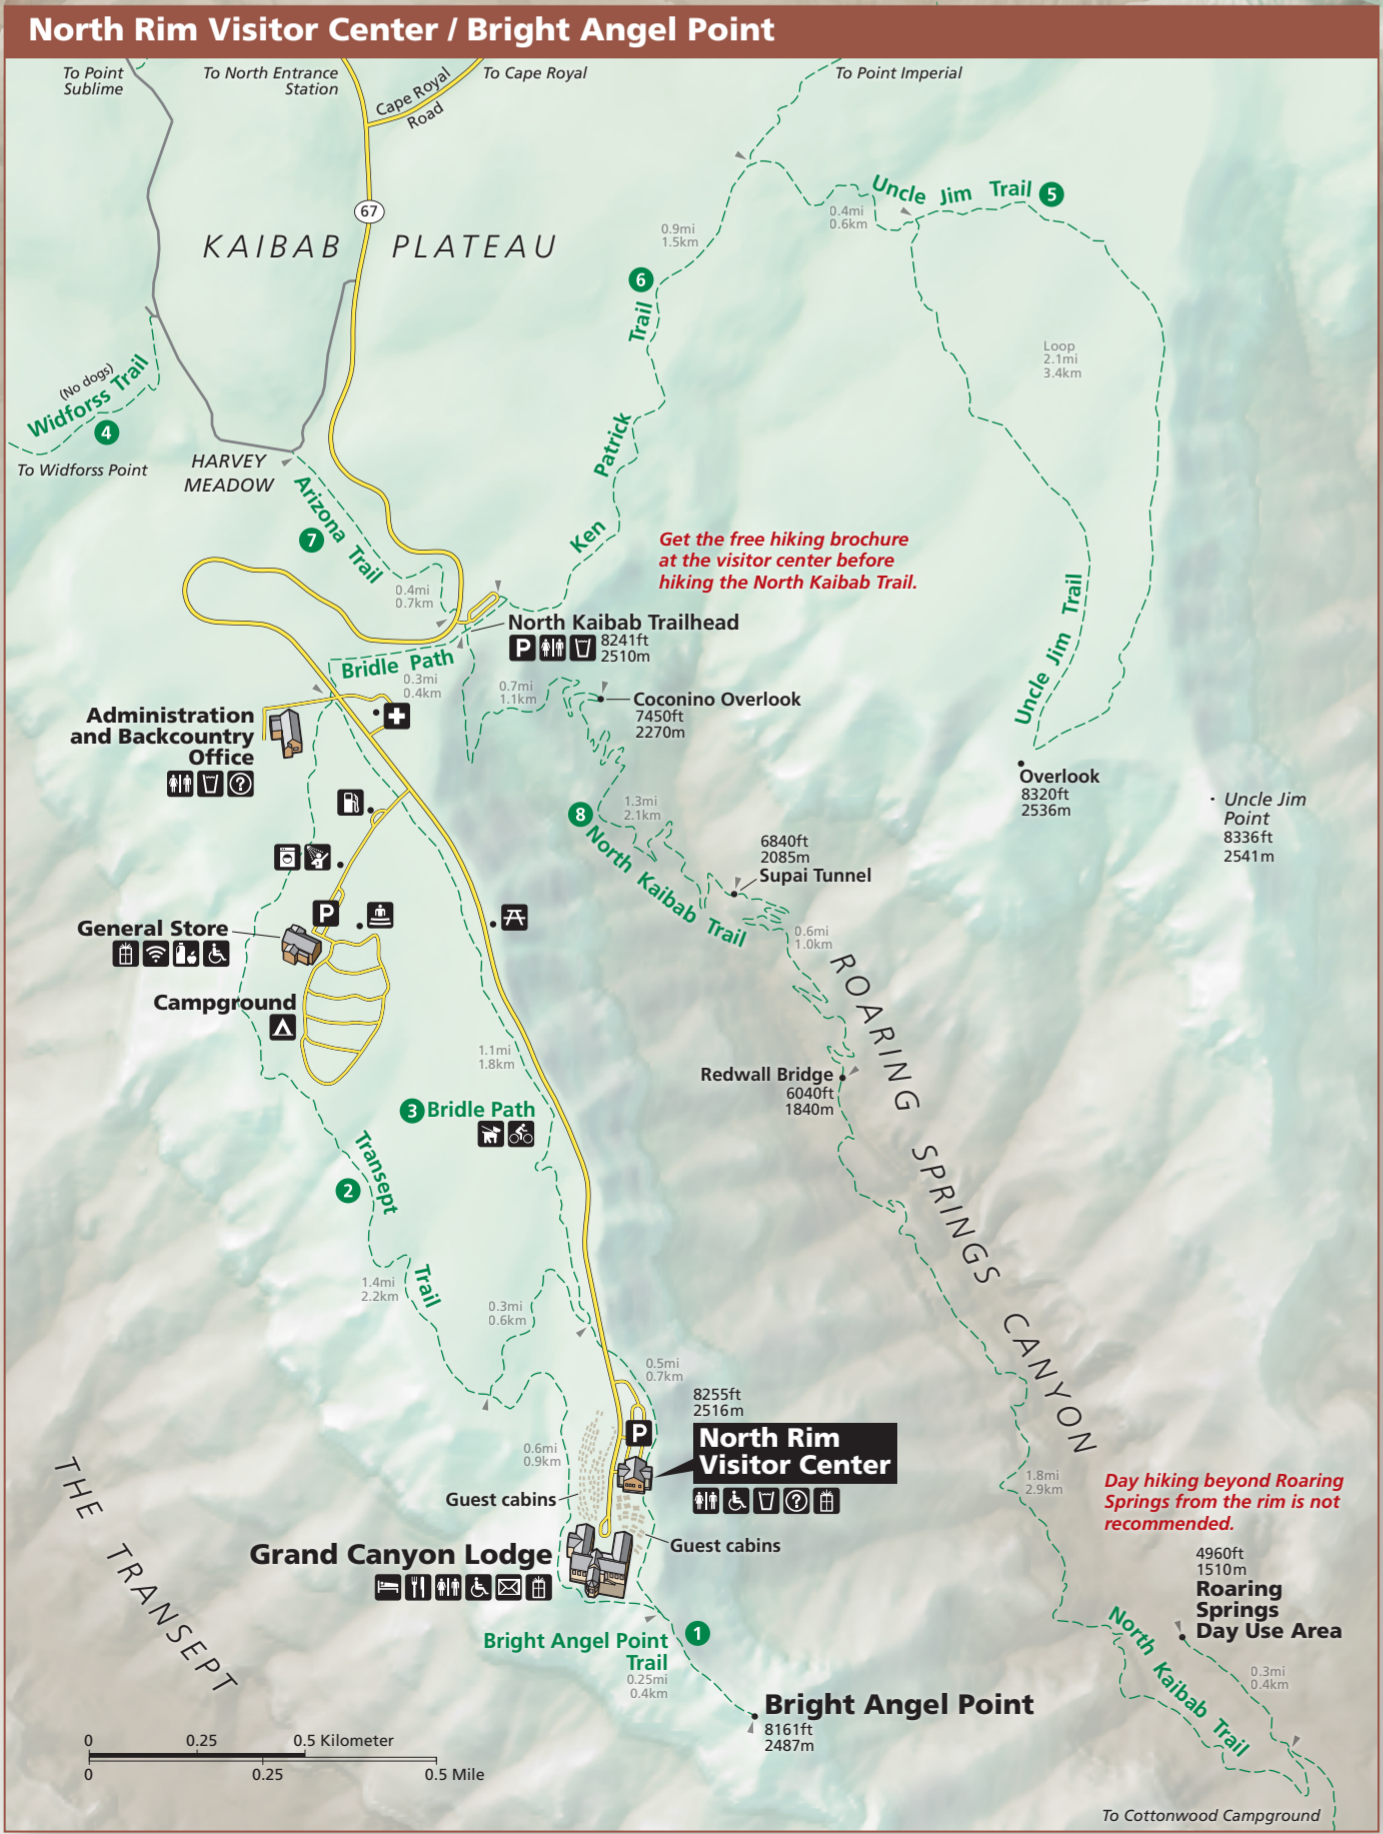 North Rim Visitor Center / Bright Angel Point
To Point
Sublime
To North Entrance
Station
Cape Royal
Road
To Cape Royal
To Point Imperial
67
KAIBAB PLATEAU
Uncle Jim Trail 5
0.4mi
0.6km
0.9mi
1.5km
6
Ken Patrick Trail
Loop
2.1mi
3.4km
(No dogs)
Widforss Trail
4
To Widforss Point
HARVEY
MEADOW
Arizona Trail
7
0.4mi
0.7km
Get the free hiking brochure
at the visitor center before
hiking the North Kaibab Trail.
North Kaibab Trailhead
P
8241ft
2510m
Bridle Path
0.3mi
0.4km
0.7mi
1.1km
Coconino Overlook
7450ft
2270m
Uncle Jim Trail
Overlook
8320ft
2536m
Uncle Jim
Point
8336ft
2541m
Administration
and Backcountry
Office
?
1.3mi
2.1km
8
North Kaibab Trail
6840ft
2085m
Supai Tunnel
P
General Store
0.6mi
1.0km
Campground
ROARING SPRINGS CANYON
1.1mi
1.8km
Redwall Bridge
6040ft
1840m
3 Bridle Path
Transept Trail
2
1.4mi
2.2km
0.3mi
0.6km
0.5mi
0.7km
8255ft
2516m
P
North Rim
Visitor Center
?
0.6mi
0.9km
Guest cabins
Guest cabins
Grand Canyon Lodge
THE TRANSEPT
1.8mi
2.9km
Day hiking beyond Roaring
Springs from the rim is not
recommended.
4960ft
1510m
Roaring
Springs
Day Use Area
1
Bright Angel Point
Trail
0.25mi
0.4km
North Kaibab Trail
0.3mi
0.4km
Bright Angel Point
8161ft
2487m
0 0.25 0.5 Kilometer
0 0.25 0.5 Mile
To Cottonwood Campground